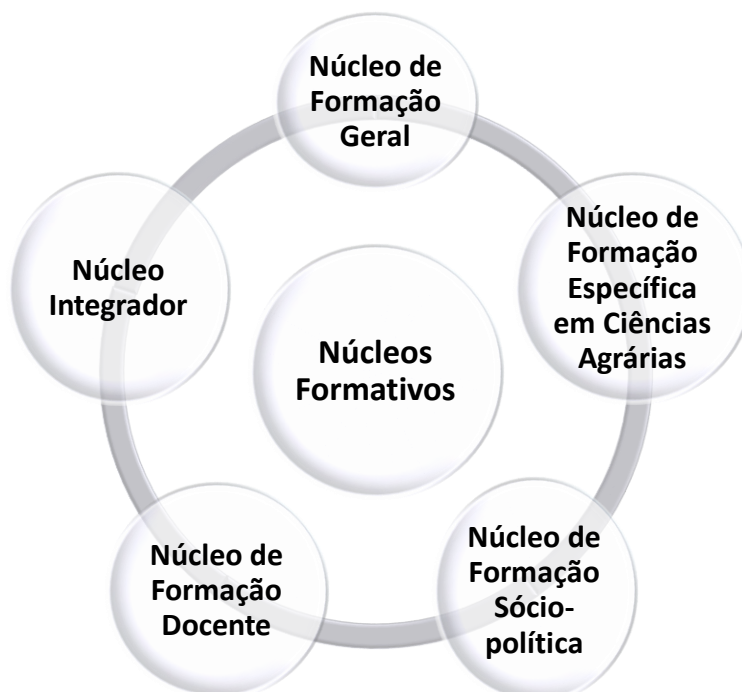 Núcleo de
Formação
Geral
Núcleo de
Formação
Específica
em Ciências
Agrárias
Núcleo de
Formação
Sócio-
política
Núcleo de
Formação
Docente
Núcleo
Integrador
Núcleos
Formativos